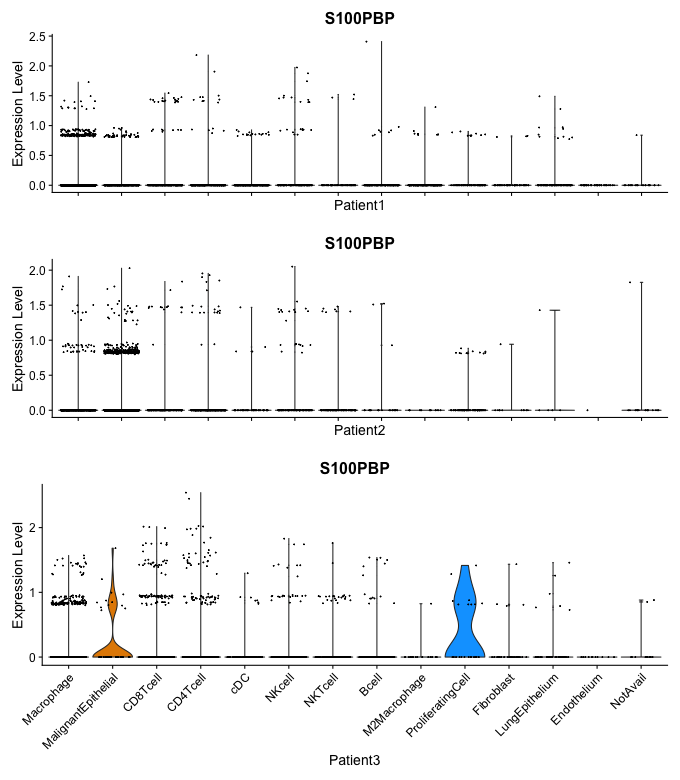 S100PBP
Expression Level
2.5
2.0
1.5
1.0
0.5
0.0
Patient1
S100PBP
Expression Level
2.0
1.5
1.0
0.5
0.0
Patient2
S100PBP
Expression Level
2
1
0
Macrophage
MalignantEpithelial
CD8Tcell
CD4Tcell
cDC
NKcell
NKTcell
Bcell
M2Macrophage
ProliferatingCell
Fibroblast
LungEpithelium
Endothelium
NotAvail
Patient3